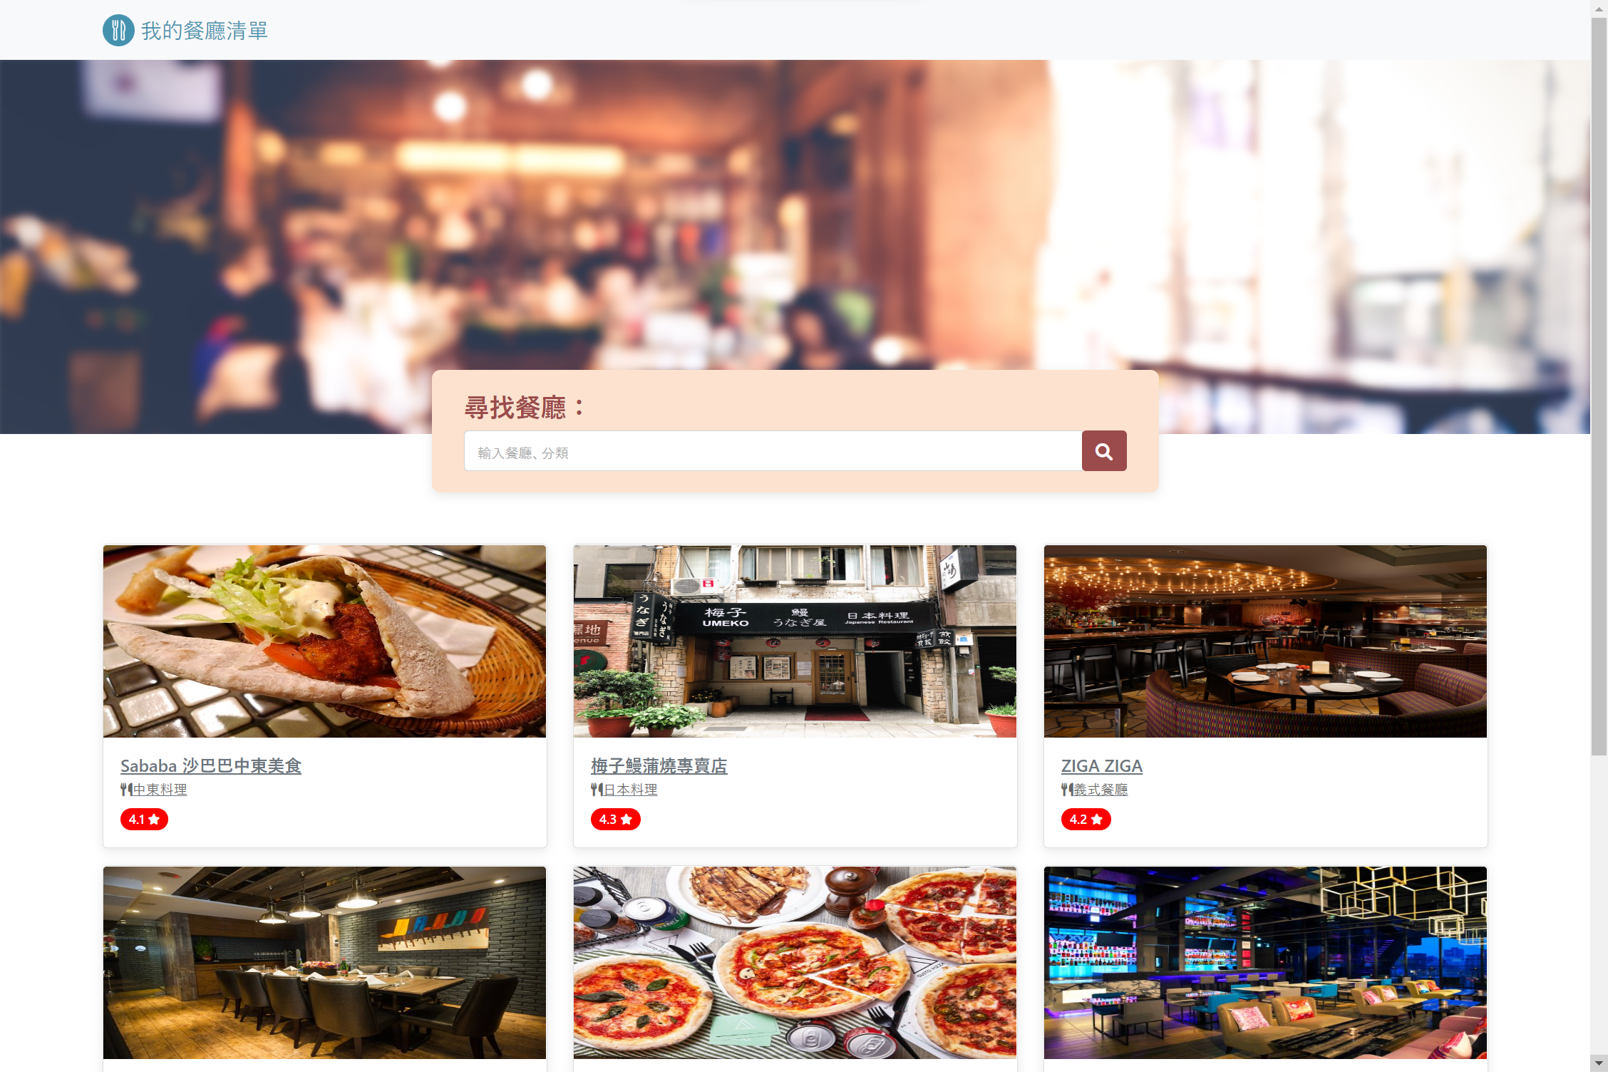 我的餐廳清單
尋找餐廳：
輸入餐廳、分類
梅子 鰻 日本料理
UMEKO うなぎ屋 Japanese Restaurant
うなぎ
Sababa 沙巴巴中東美食
中東料理
4.1
梅子鰻蒲燒專賣店
日本料理
4.3
ZIGA ZIGA
義式餐廳
4.2